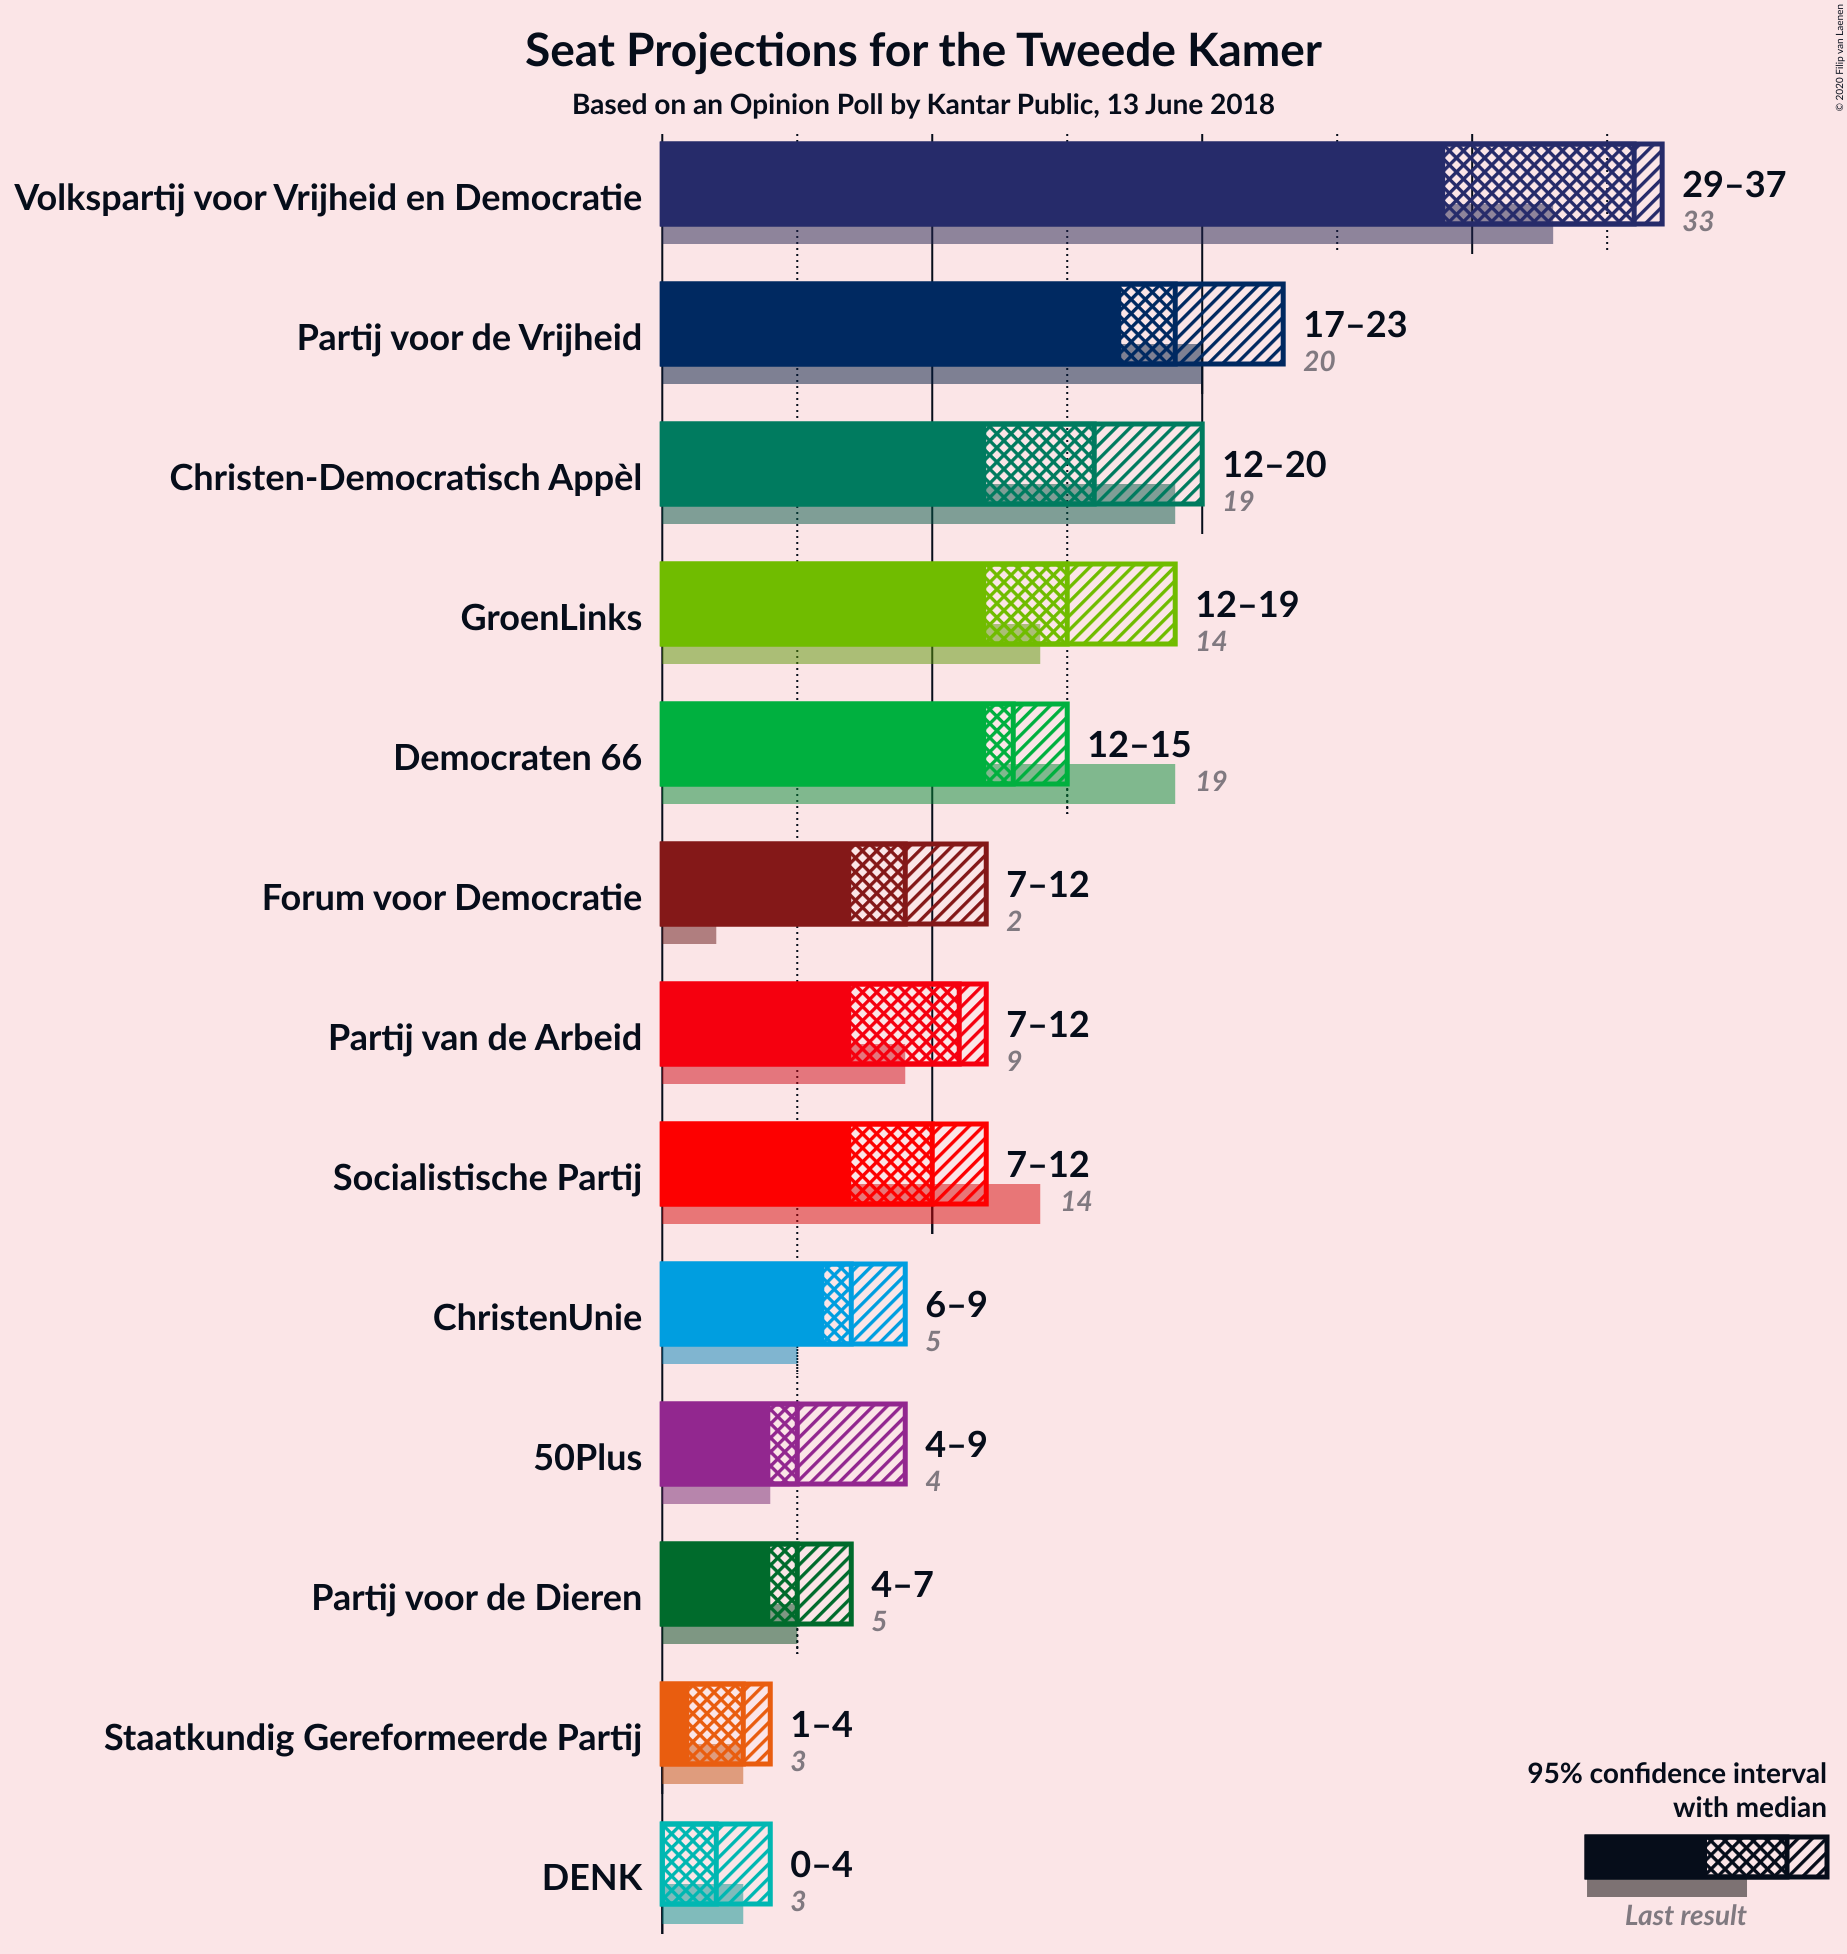 © 2020 Filip van Laenen
Seat Projections for the Tweede Kamer
Based on an Opinion Poll by Kantar Public, 13 June 2018
Volkspartij voor Vrijheid en Democratie
29–37
33
Partij voor de Vrijheid
17–23
20
Christen-Democratisch Appèl
12–20
19
GroenLinks
12–19
14
Democraten 66
12–15
19
Forum voor Democratie
7–12
2
Partij van de Arbeid
7–12
9
Socialistische Partij
7–12
14
ChristenUnie
6–9
5
50Plus
4–9
4
Partij voor de Dieren
4–7
5
Staatkundig Gereformeerde Partij
1–4
3
DENK
0–4
3
95% confidence interval
with median
Last result